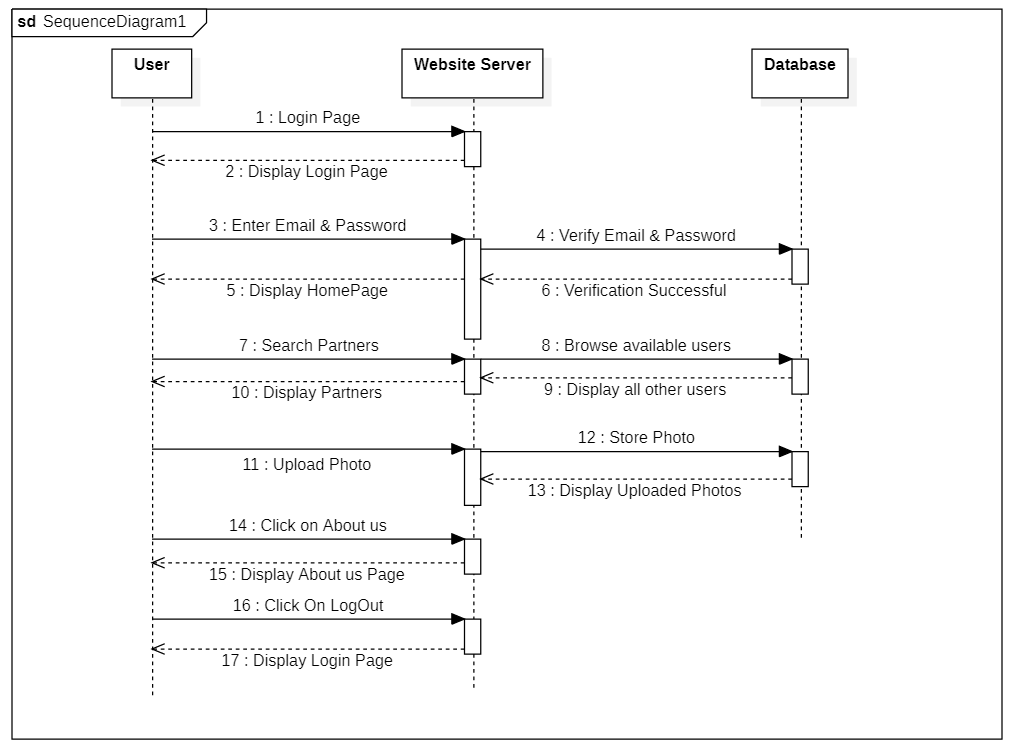 sd SequenceDiagram1
User
Website Server
Database
1 : Login Page
2 : Display Login Page
3 : Enter Email & Password
4 : Verify Email & Password
5 : Display HomePage
6 : Verification Successful
7 : Search Partners
8 : Browse available users
9 : Display all other users
10 : Display Partners
11 : Upload Photo
12 : Store Photo
13 : Display Uploaded Photos
14 : Click on About us
15 : Display About us Page
16 : Click On LogOut
17 : Display Login Page